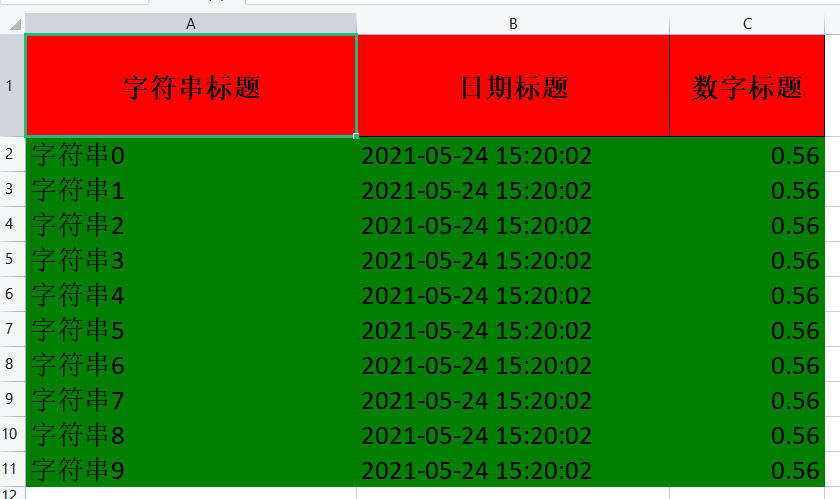 A B C
1 字符串标题 日期标题 数字标题
2 字符串0 2021-05-24 15:20:02 0.56
3 字符串1 2021-05-24 15:20:02 0.56
4 字符串2 2021-05-24 15:20:02 0.56
5 字符串3 2021-05-24 15:20:02 0.56
6 字符串4 2021-05-24 15:20:02 0.56
7 字符串5 2021-05-24 15:20:02 0.56
8 字符串6 2021-05-24 15:20:02 0.56
9 字符串7 2021-05-24 15:20:02 0.56
10 字符串8 2021-05-24 15:20:02 0.56
11 字符串9 2021-05-24 15:20:02 0.56
12